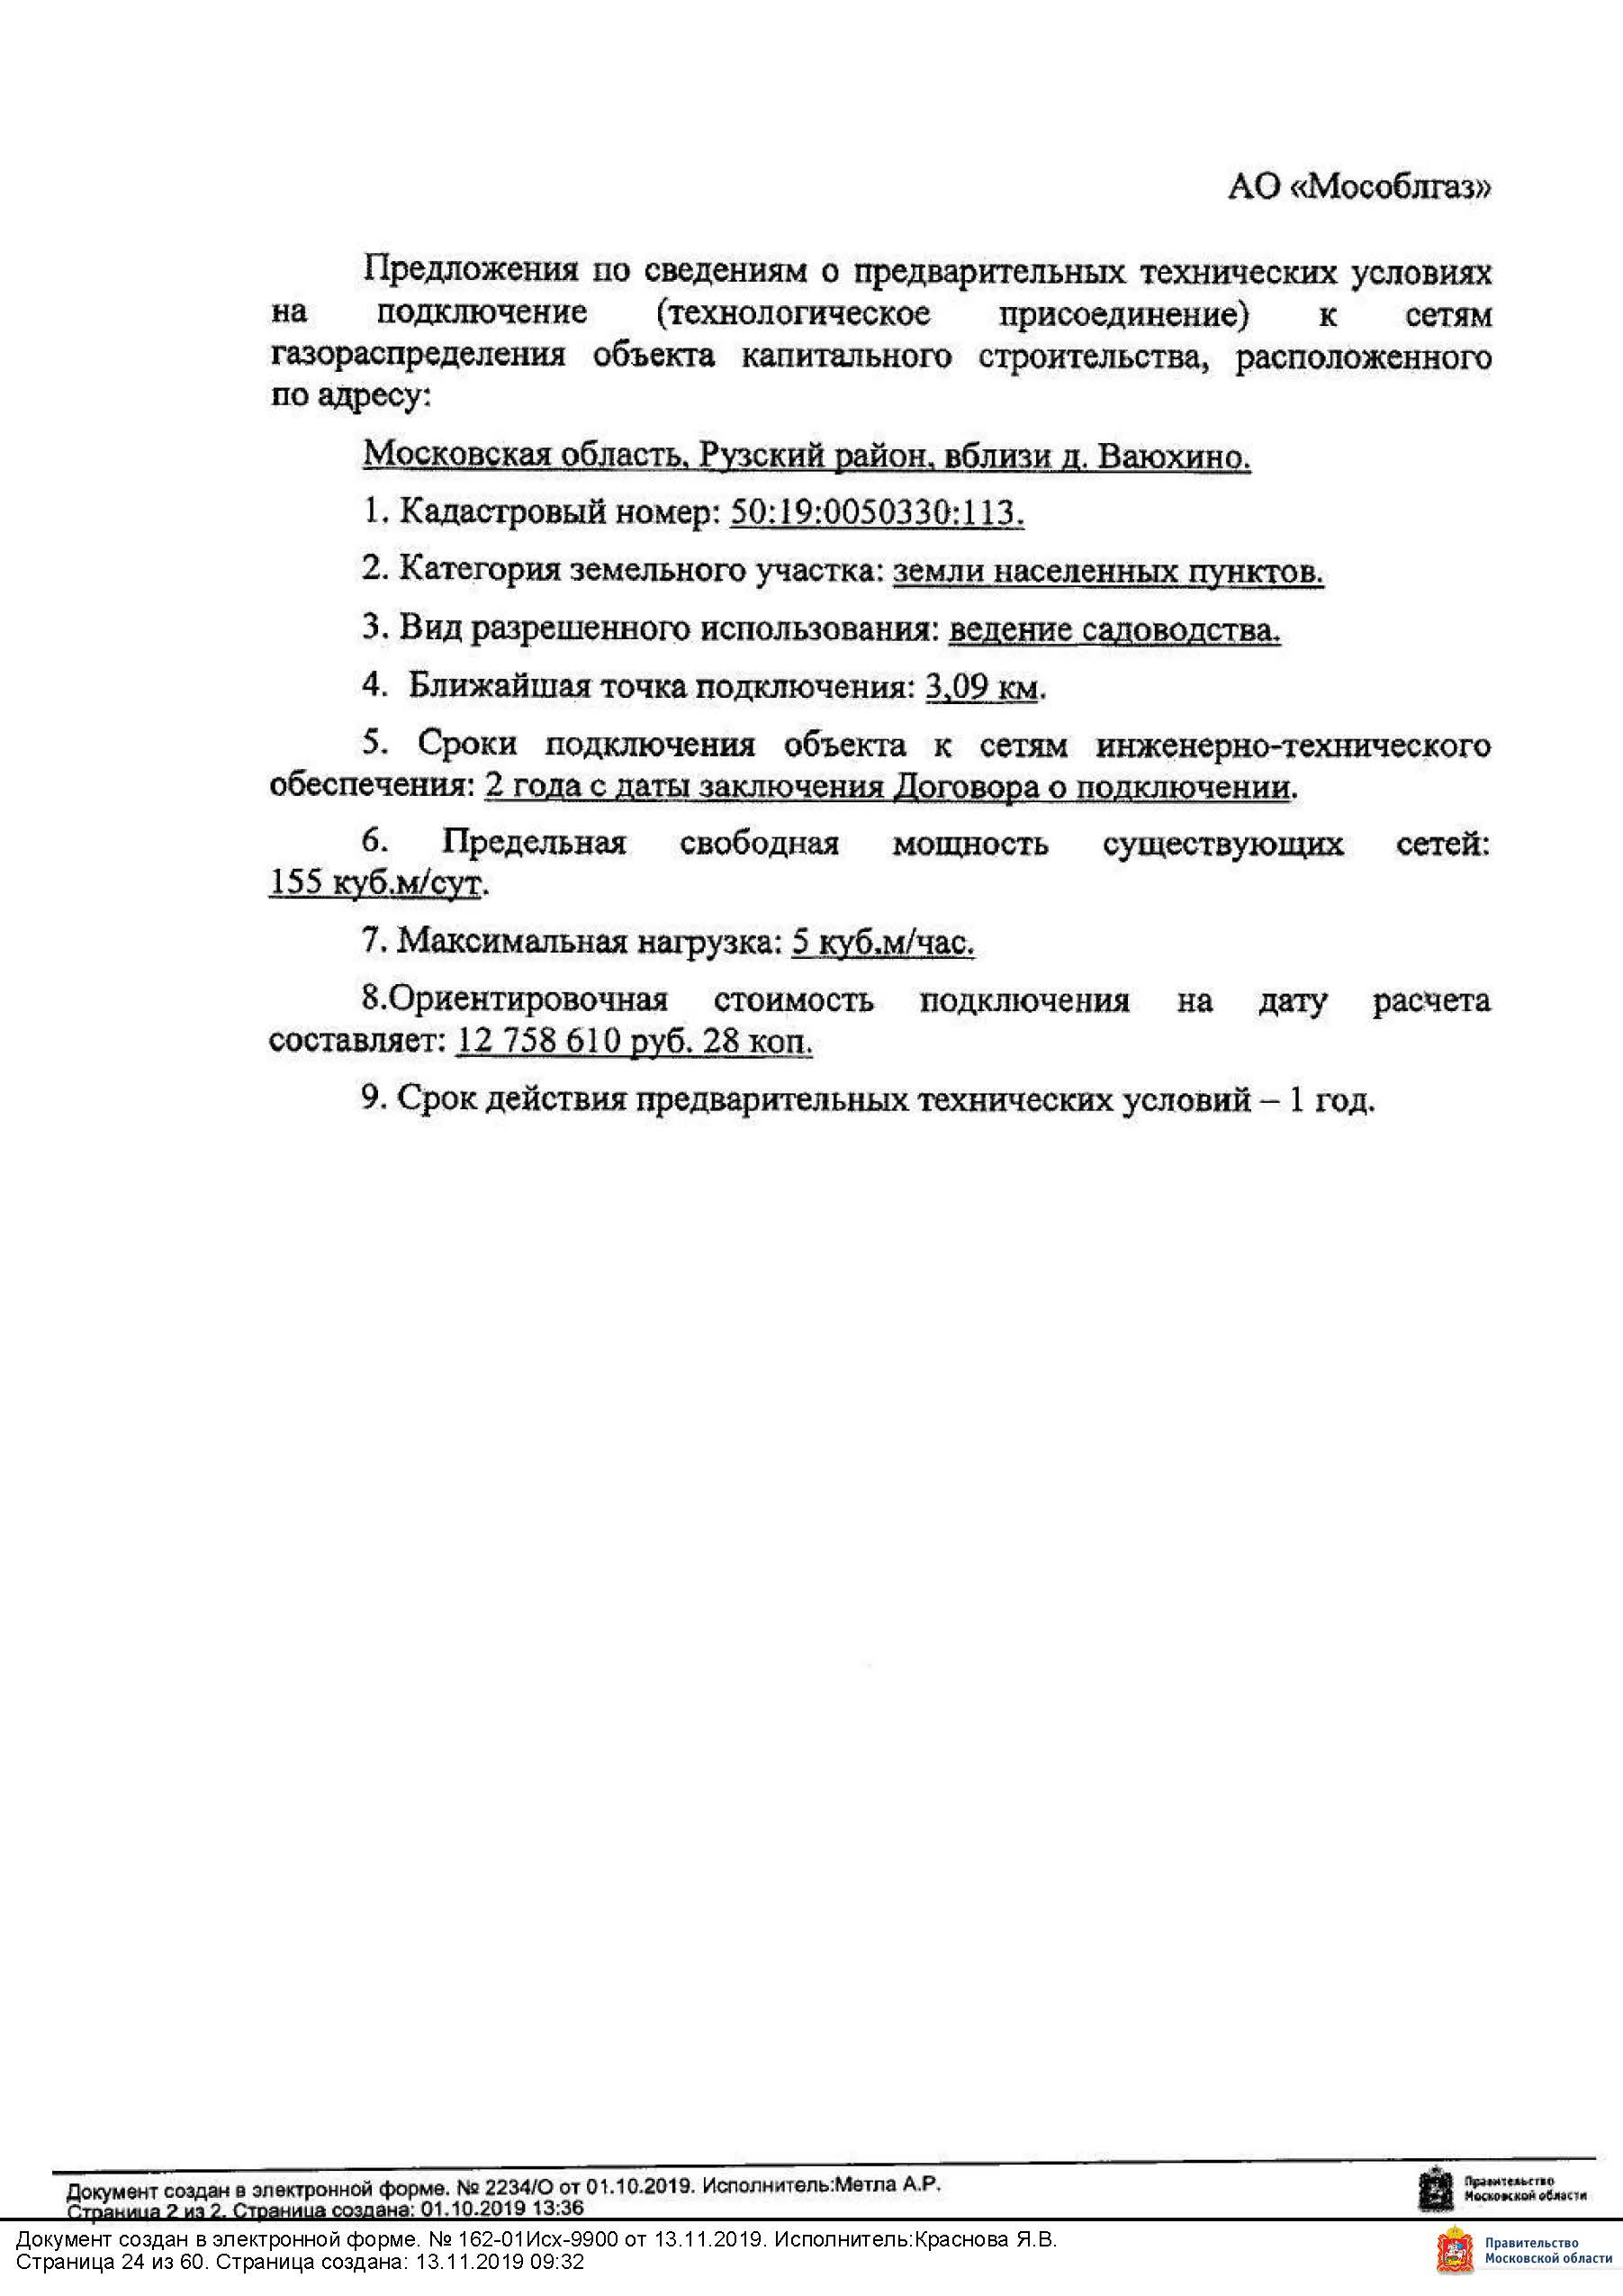 АО «Мособлгаз»
Предложения по сведениям о предварительных технических условиях
на подключение (технологическое присоединение) к сетям
газораспределения объекта капитального строительства, расположенного
по адресу:
Московская область, Рузский район, вблизи д. Ваюхино.
1. Кадастровый номер: 50:19:0050330:113.
2. Категория земельного участка: земли населенных пунктов.
3. Вид разрешенного использования: ведение садоводства.
4. Ближайшая точка подключения: 3,09 км.
5. Сроки подключения объекта к сетям инженерно-технического
обеспечения: 2 года с даты заключения Договора о подключении.
6. Предельная свободная мощность существующих сетей:
155 куб.м/сут.
7. Максимальная нагрузка: 5 куб.м/час.
8.Ориентировочная стоимость подключения на дату расчета
составляет: 12 758 610 руб. 28 коп.
9. Срок действия предварительных технических условий – 1 год.
Документ создан в электронной форме. № 2234/О от 01.10.2019. Исполнитель:Метла А.Р.
Страница 2 из 2. Страница создана: 01.10.2019 13:36
Правительство
Московской области
Документ создан в электронной форме. № 162-01Исх-9900 от 13.11.2019. Исполнитель:Краснова Я.В.
Страница 24 из 60. Страница создана: 13.11.2019 09:32
Правительство
Московской области